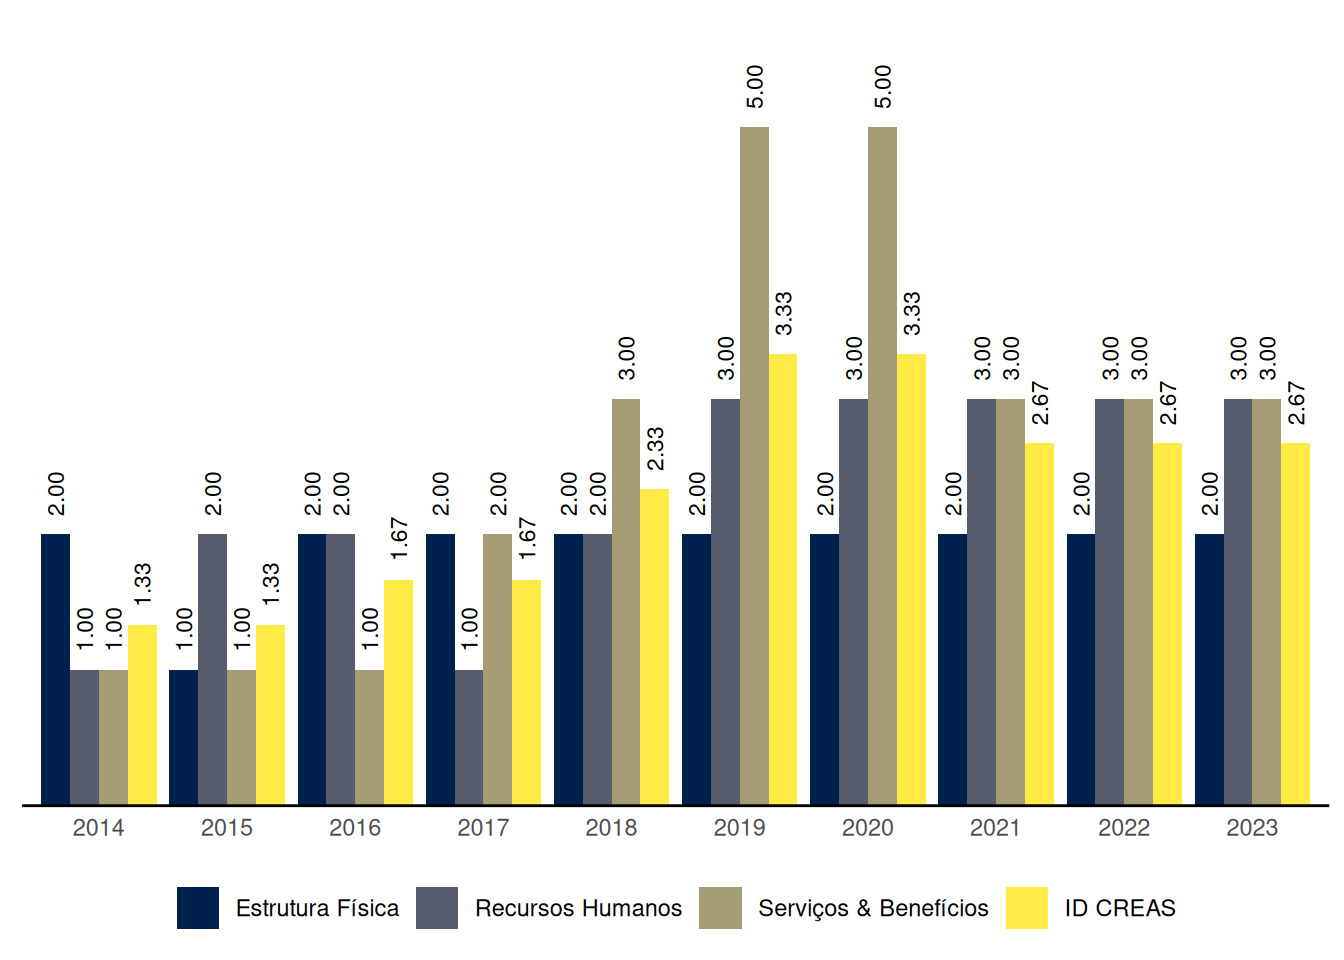 2.00 1.00 1.00 1.33
1.00 2.00 1.00 1.33
2.00 2.00 1.00 1.67
2.00 1.00 2.00 1.67
2.00 2.00 3.00 2.33
2.00 3.00 5.00 3.33
2.00 3.00 5.00 3.33
2.00 3.00 3.00 2.67
2.00 3.00 3.00 2.67
2.00 3.00 3.00 2.67
2014 2015 2016 2017 2018 2019 2020 2021 2022 2023
Estrutura Física Recursos Humanos Serviços & Benefícios ID CREAS